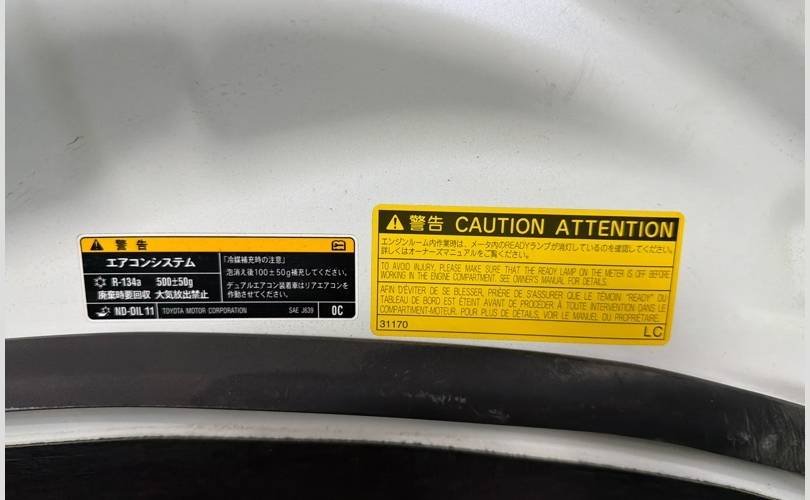 警 告
エアコンシステム
R-134a 500±50g
廃棄時要回収 大気放出禁止
「冷媒補充時の注意」
泡消え後100±50g補充してください。
デュアルエアコン装着車はリアエアコンを
作動させてください。
ND-OIL 11 TOYOTA MOTOR CORPORATION SAE J639 0C
警告 CAUTION ATTENTION
エンジンルーム内作業時は、メータ内のREADYランプが消灯しているのを確認してください。
詳しくはオーナーズマニュアルをご覧ください。
TO AVOID INJURY, PLEASE MAKE SURE THAT THE READY LAMP ON THE METER IS OFF BEFORE
WORKING IN THE ENGINE COMPARTMENT. SEE OWNER'S MANUAL FOR DETAILS.
AFIN D'ÉVITER DE SE BLESSER, PRIÈRE DE S'ASSURER QUE LE TÉMOIN "READY" DU
TABLEAU DE BORD EST ÉTEINT AVANT DE PROCÉDER À TOUTE INTERVENTION DANS LE
COMPARTIMENT-MOTEUR. POUR PLUS DE DÉTAILS, VOIR LE MANUEL DU PROPRIÉTAIRE.
31170 LC